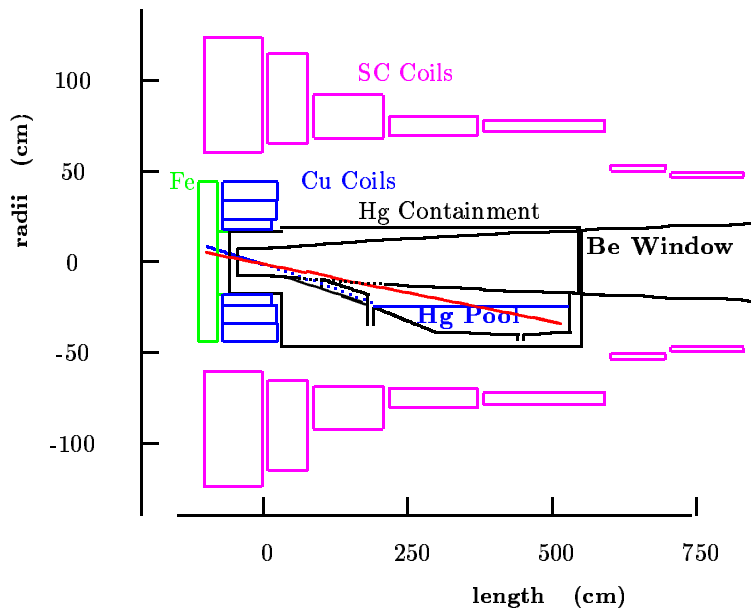 SC Coils
100
radii (cm)
50
Fe
Cu Coils
Hg Containment
Be Window
0
Hg Pool
-50
-100
0
250
500
750
length (cm)